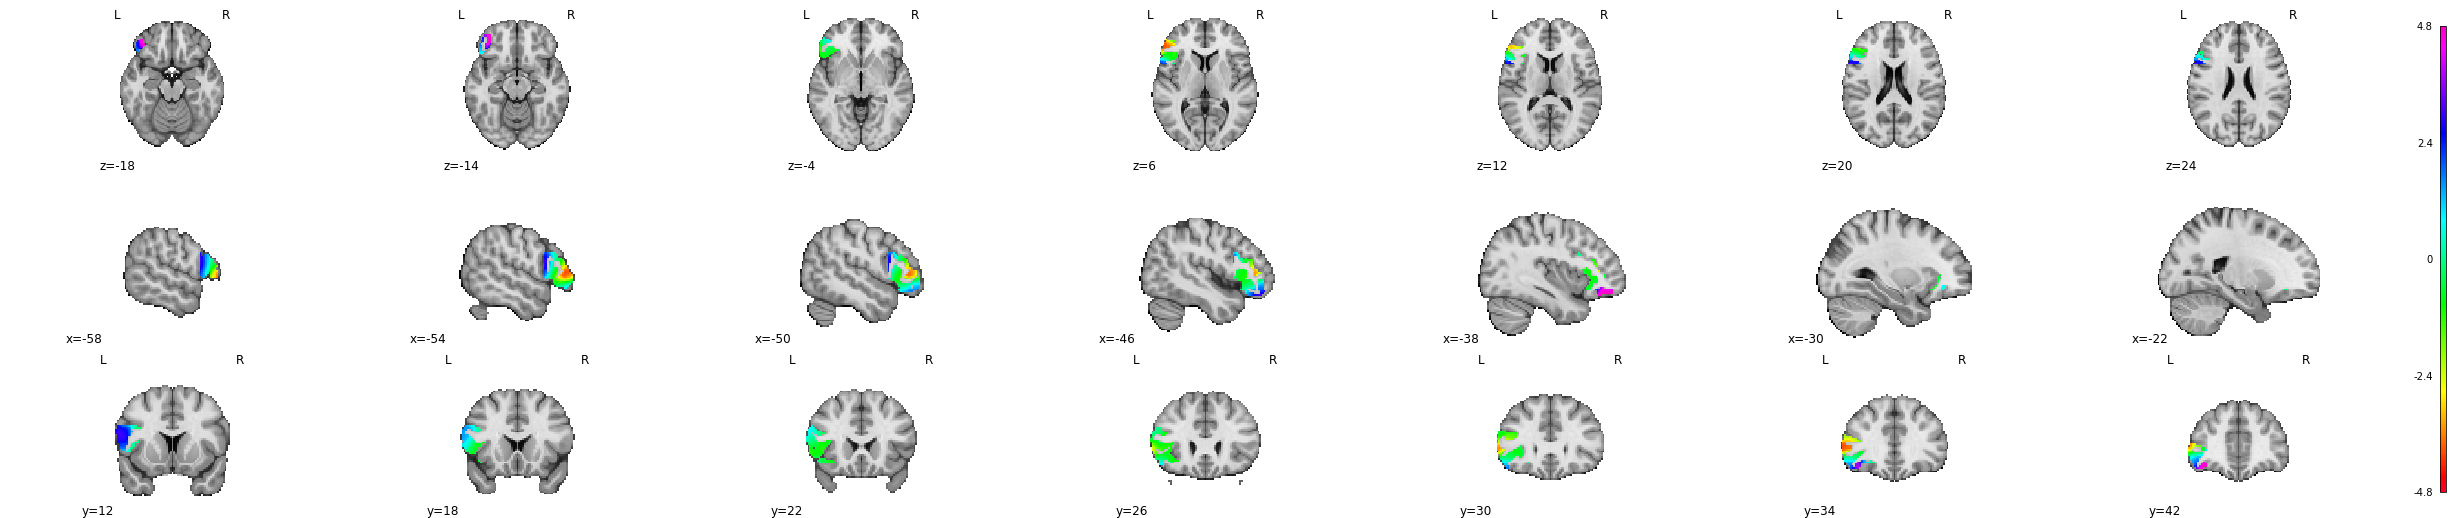 L R L R L R L R L R L R L R
4.8
z=-18 z=-14 z=-4 z=6 z=12 z=20 z=24
2.4
0
x=-58 x=-54 x=-50 x=-46 x=-38 x=-30 x=-22
L R L R L R L R L R L R L R
-2.4
-4.8
y=12 y=18 y=22 y=26 y=30 y=34 y=42